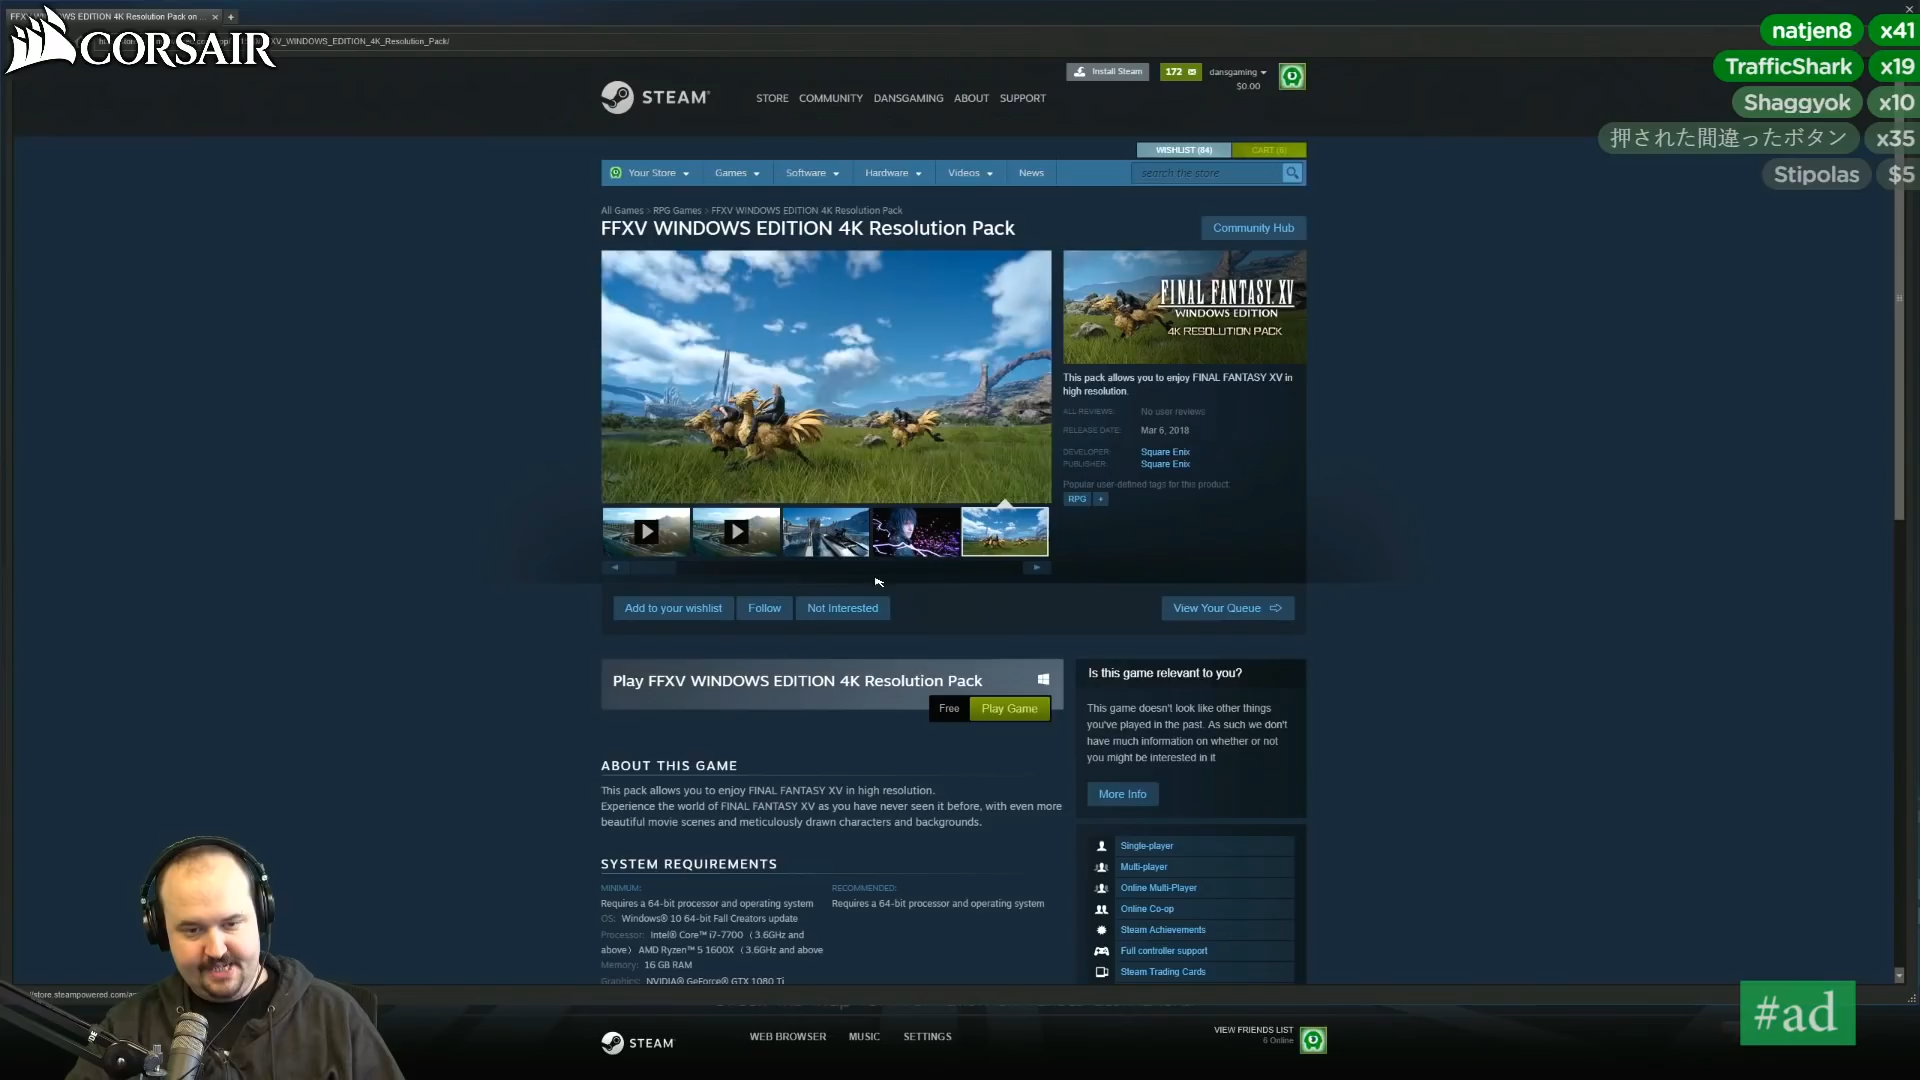 FFXV WINDOWS EDITION 4K Resolution Pack on ...
CORSAIR
XV_WINDOWS_EDITION_4K_Resolution_Pack/
natjen8 x41
TrafficShark x19
Shaggyok x10
押された間違ったボタン x35
Stipolas $5
Install Steam
172
dansgaming
$0.00
STEAM
STORE COMMUNITY DANSGAMING ABOUT SUPPORT
WISHLIST (84)
Your Store Games Software Hardware Videos News
search the store
All Games > RPG Games > FFXV WINDOWS EDITION 4K Resolution Pack
FFXV WINDOWS EDITION 4K Resolution Pack
Community Hub
FINAL FANTASY XV
WINDOWS EDITION
4K RESOLUTION PACK
This pack allows you to enjoy FINAL FANTASY XV in
high resolution.
ALL REVIEWS: No user reviews
RELEASE DATE: Mar 6, 2018
DEVELOPER: Square Enix
PUBLISHER: Square Enix
Popular user-defined tags for this product:
RPG +
Add to your wishlist Follow Not Interested
View Your Queue
Play FFXV WINDOWS EDITION 4K Resolution Pack
Free Play Game
Is this game relevant to you?
This game doesn't look like other things
you've played in the past. As such we don't
have much information on whether or not
you might be interested in it
More Info
ABOUT THIS GAME
This pack allows you to enjoy FINAL FANTASY XV in high resolution.
Experience the world of FINAL FANTASY XV as you have never seen it before, with even more
beautiful movie scenes and meticulously drawn characters and backgrounds.
SYSTEM REQUIREMENTS
MINIMUM:
Requires a 64-bit processor and operating system
OS: Windows® 10 64-bit Fall Creators update
Processor: Intel® Core™ i7-7700（3.6GHz and
above） AMD Ryzen™ 5 1600X（3.6GHz and above
Memory: 16 GB RAM
Graphics: NVIDIA® GeForce® GTX 1080 Ti
RECOMMENDED:
Requires a 64-bit processor and operating system
Single-player
Multi-player
Online Multi-Player
Online Co-op
Steam Achievements
Full controller support
Steam Trading Cards
store.steampowered.com/a
#ad
STEAM
WEB BROWSER MUSIC SETTINGS
VIEW FRIENDS LIST
6 Online